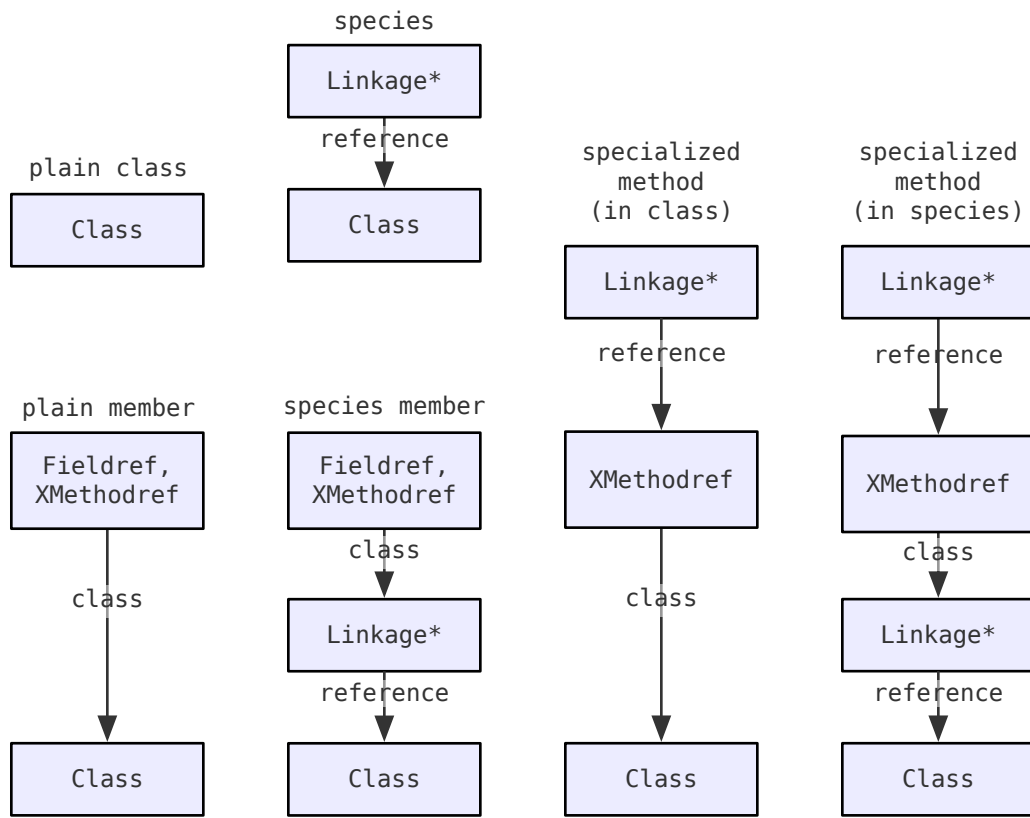 species
Linkage*
reference
Class
plain class
Class
specialized
method
(in class)
Linkage*
reference
XMethodref
class
Class
specialized
method
(in species)
Linkage*
reference
XMethodref
class
Linkage*
reference
Class
plain member
Fieldref,
XMethodref
class
Class
species member
Fieldref,
XMethodref
class
Linkage*
reference
Class